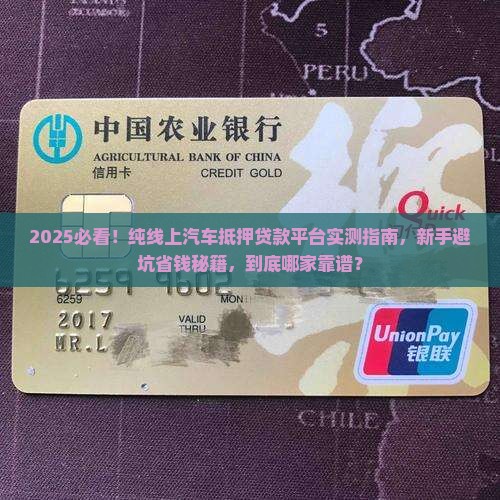 PERU
中国农业银行
AGRICULTURAL BANK OF CHINA
信用卡
CREDIT GOLD
Quick
2025必看！纯线上汽车抵押贷款平台实测指南，新手避
坑省钱秘籍，到底哪家靠谱？
6259
MON
2017
VALID
THRU
MR.L
UnionPay
银联
CHILE